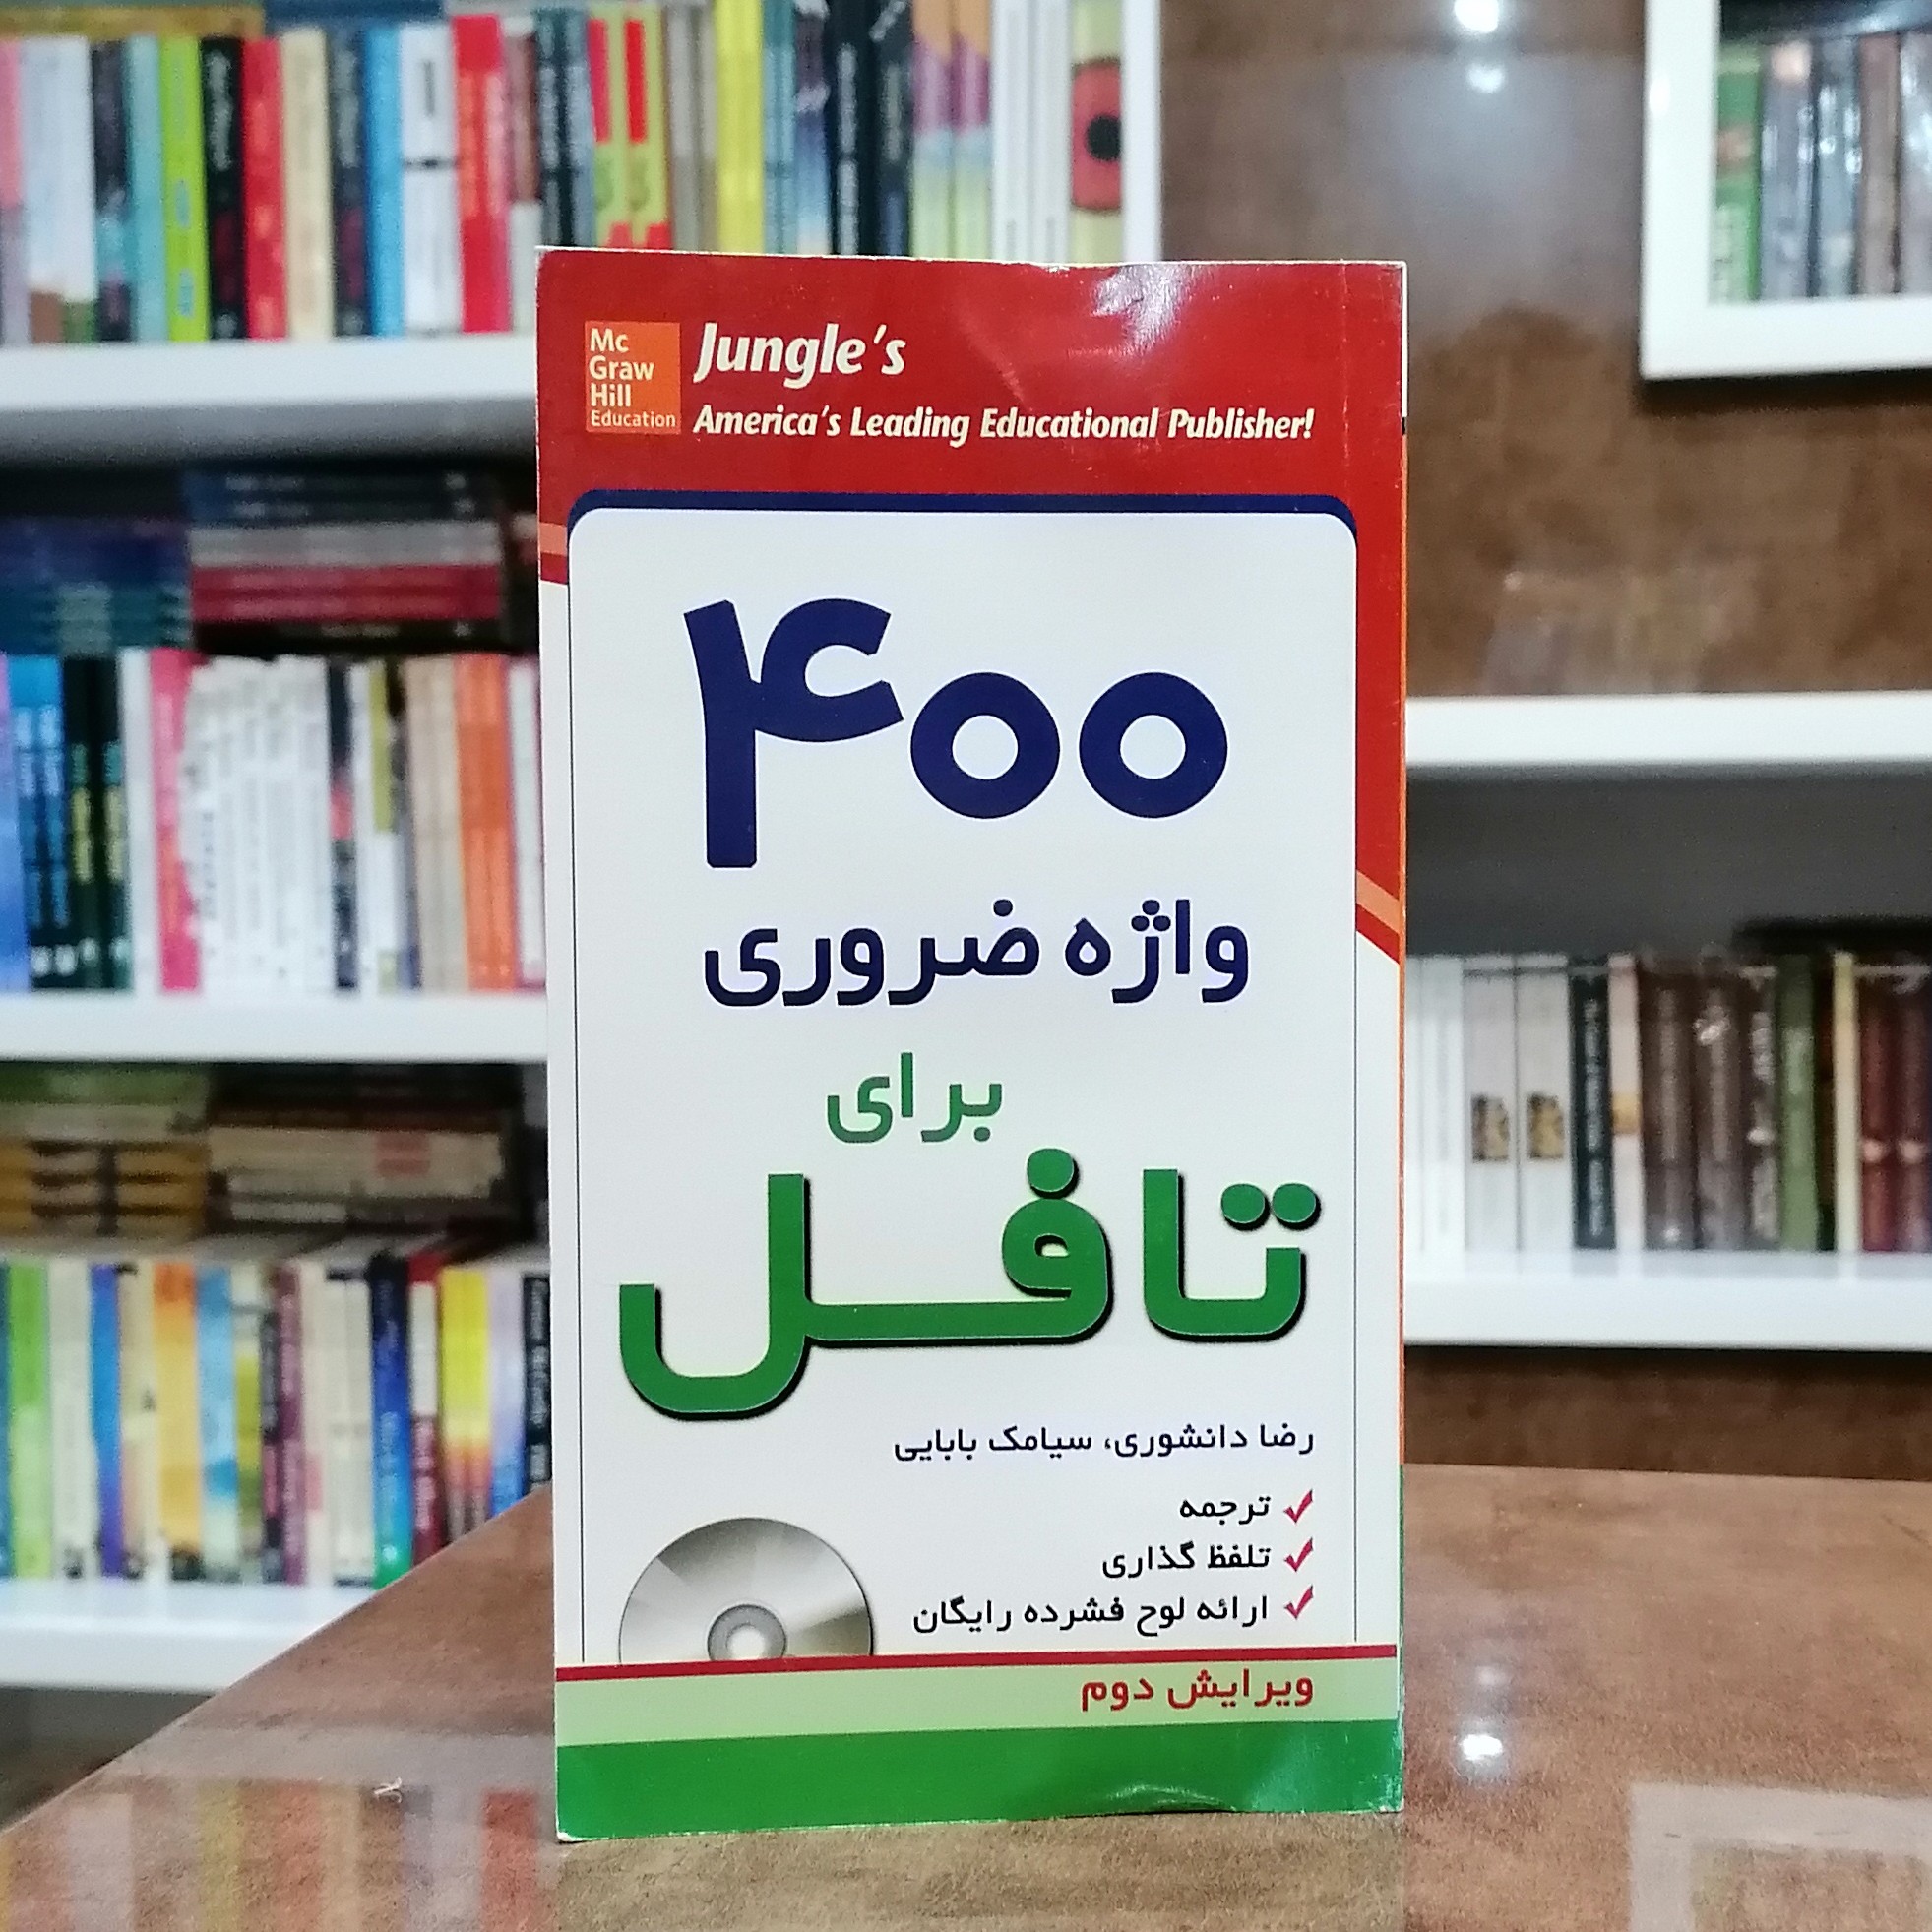 Mc
Graw
Hill
Education
Jungle's
America's Leading Educational Publisher!
۴۰۰
واژه ضروری
برای
تافل
رضا دانشوری، سیامک بابایی
ترجمه
تلفظ گذاری
ارائه لوح فشرده رایگان
ویرایش دوم